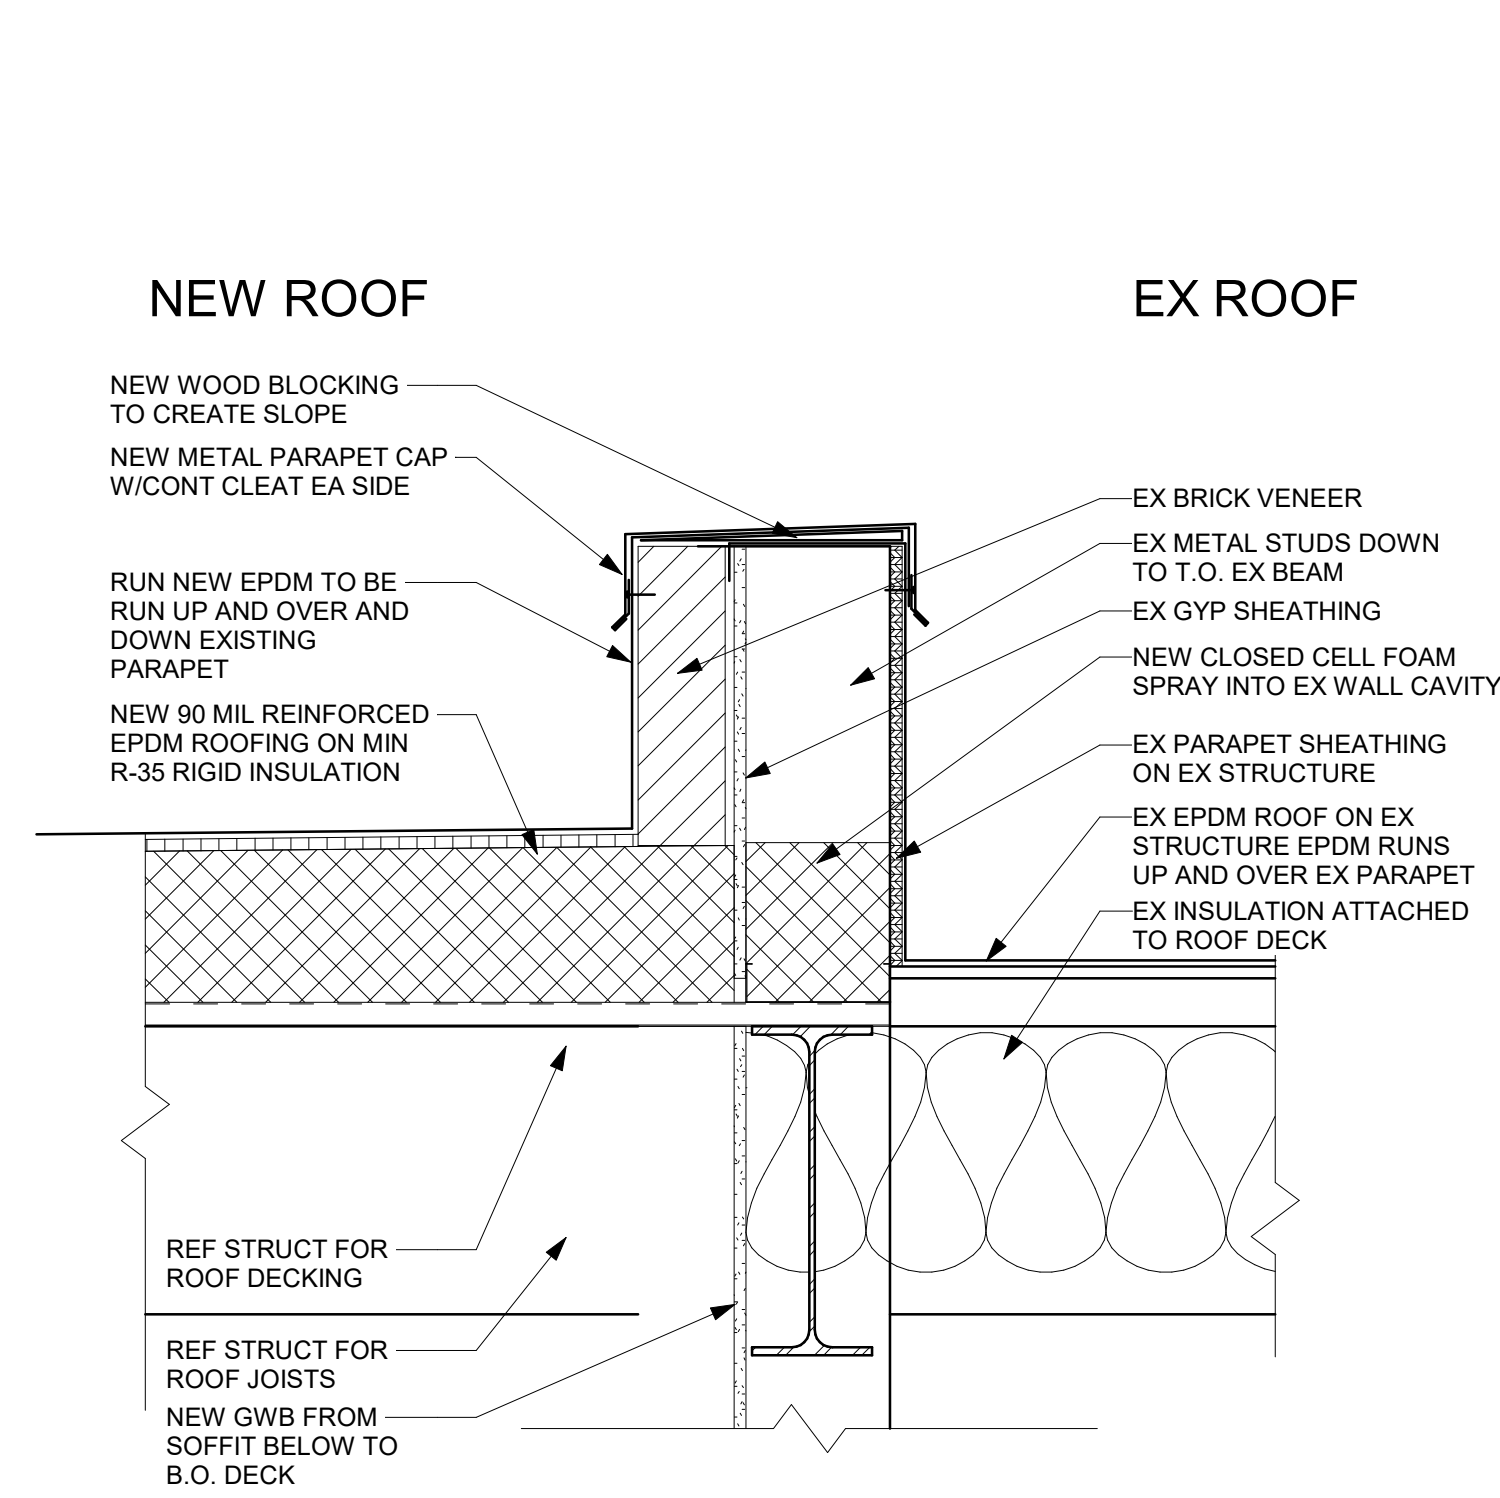 NEW ROOF
EX ROOF
NEW WOOD BLOCKING
TO CREATE SLOPE
NEW METAL PARAPET CAP
W/CONT CLEAT EA SIDE
RUN NEW EPDM TO BE
RUN UP AND OVER AND
DOWN EXISTING
PARAPET
NEW 90 MIL REINFORCED
EPDM ROOFING ON MIN
R-35 RIGID INSULATION
EX BRICK VENEER
EX METAL STUDS DOWN
TO T.O. EX BEAM
EX GYP SHEATHING
NEW CLOSED CELL FOAM
SPRAY INTO EX WALL CAVITY
EX PARAPET SHEATHING
ON EX STRUCTURE
EX EPDM ROOF ON EX
STRUCTURE EPDM RUNS
UP AND OVER EX PARAPET
EX INSULATION ATTACHED
TO ROOF DECK
REF STRUCT FOR
ROOF DECKING
REF STRUCT FOR
ROOF JOISTS
NEW GWB FROM
SOFFIT BELOW TO
B.O. DECK